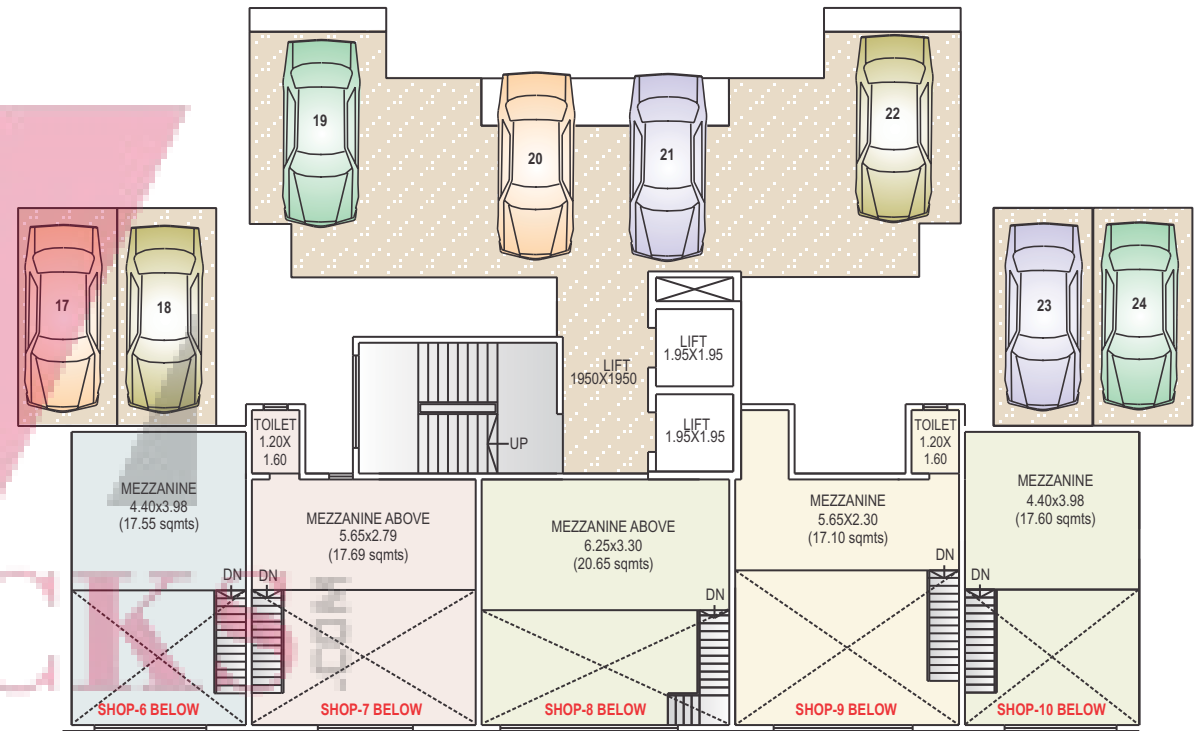 19
20
21
22
17
18
23
24
LIFT
1.95X1.95
LIFT
1950X1950
LIFT
1.95X1.95
UP
TOILET
1.20X
1.60
TOILET
1.20X
1.60
MEZZANINE
4.40x3.98
(17.55 sqmts)
MEZZANINE ABOVE
5.65x2.79
(17.69 sqmts)
MEZZANINE ABOVE
6.25x3.30
(20.65 sqmts)
MEZZANINE
5.65X2.30
(17.10 sqmts)
MEZZANINE
4.40x3.98
(17.60 sqmts)
DN
DN
DN
DN
DN
CKS
SHOP-6 BELOW
SHOP-7 BELOW
SHOP-8 BELOW
SHOP-9 BELOW
SHOP-10 BELOW